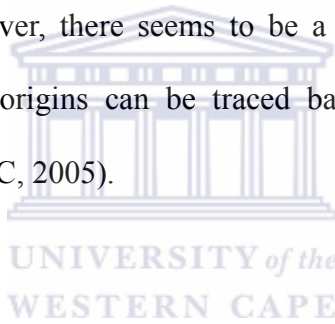 ver, there seems to be a
origins can be traced ba
C, 2005).
UNIVERSITY of the
WESTERN CAPE